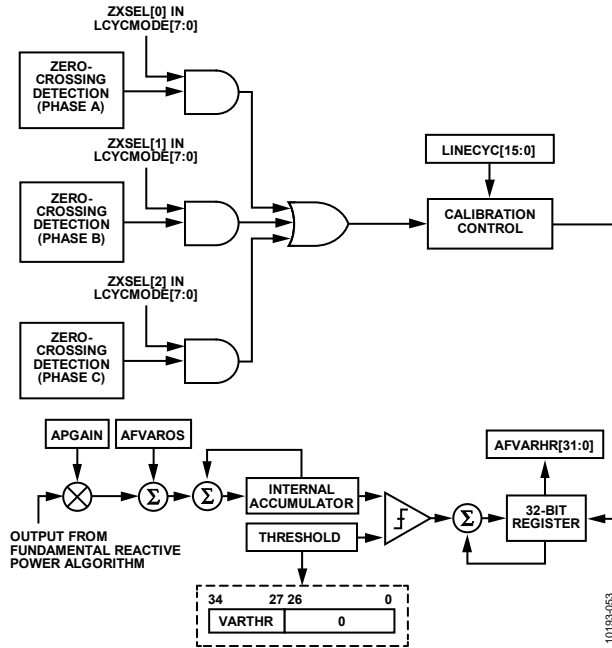 ZXSEL[0] IN
LCYCMODE[7:0]
ZERO-
CROSSING
DETECTION
(PHASE A)
ZXSEL[1] IN
LCYCMODE[7:0]
ZERO-
CROSSING
DETECTION
(PHASE B)
ZXSEL[2] IN
LCYCMODE[7:0]
ZERO-
CROSSING
DETECTION
(PHASE C)
LINECYC[15:0]
CALIBRATION
CONTROL
APGAIN
AFVAROS
AFVARHR[31:0]
Σ
Σ
INTERNAL
ACCUMULATOR
Σ
32-BIT
REGISTER
OUTPUT FROM
FUNDAMENTAL REACTIVE
POWER ALGORITHM
THRESHOLD
34 27 26 0
VARTHR 0
10193-053